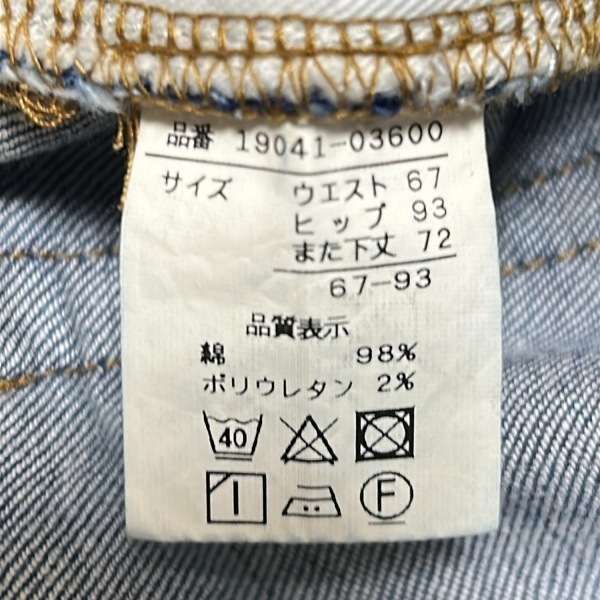 品番 19041-03600
サイズ ウエスト 67
ヒップ 93
また下丈 72
67-93
品質表示
綿 98%
ポリウレタン 2%
40
F